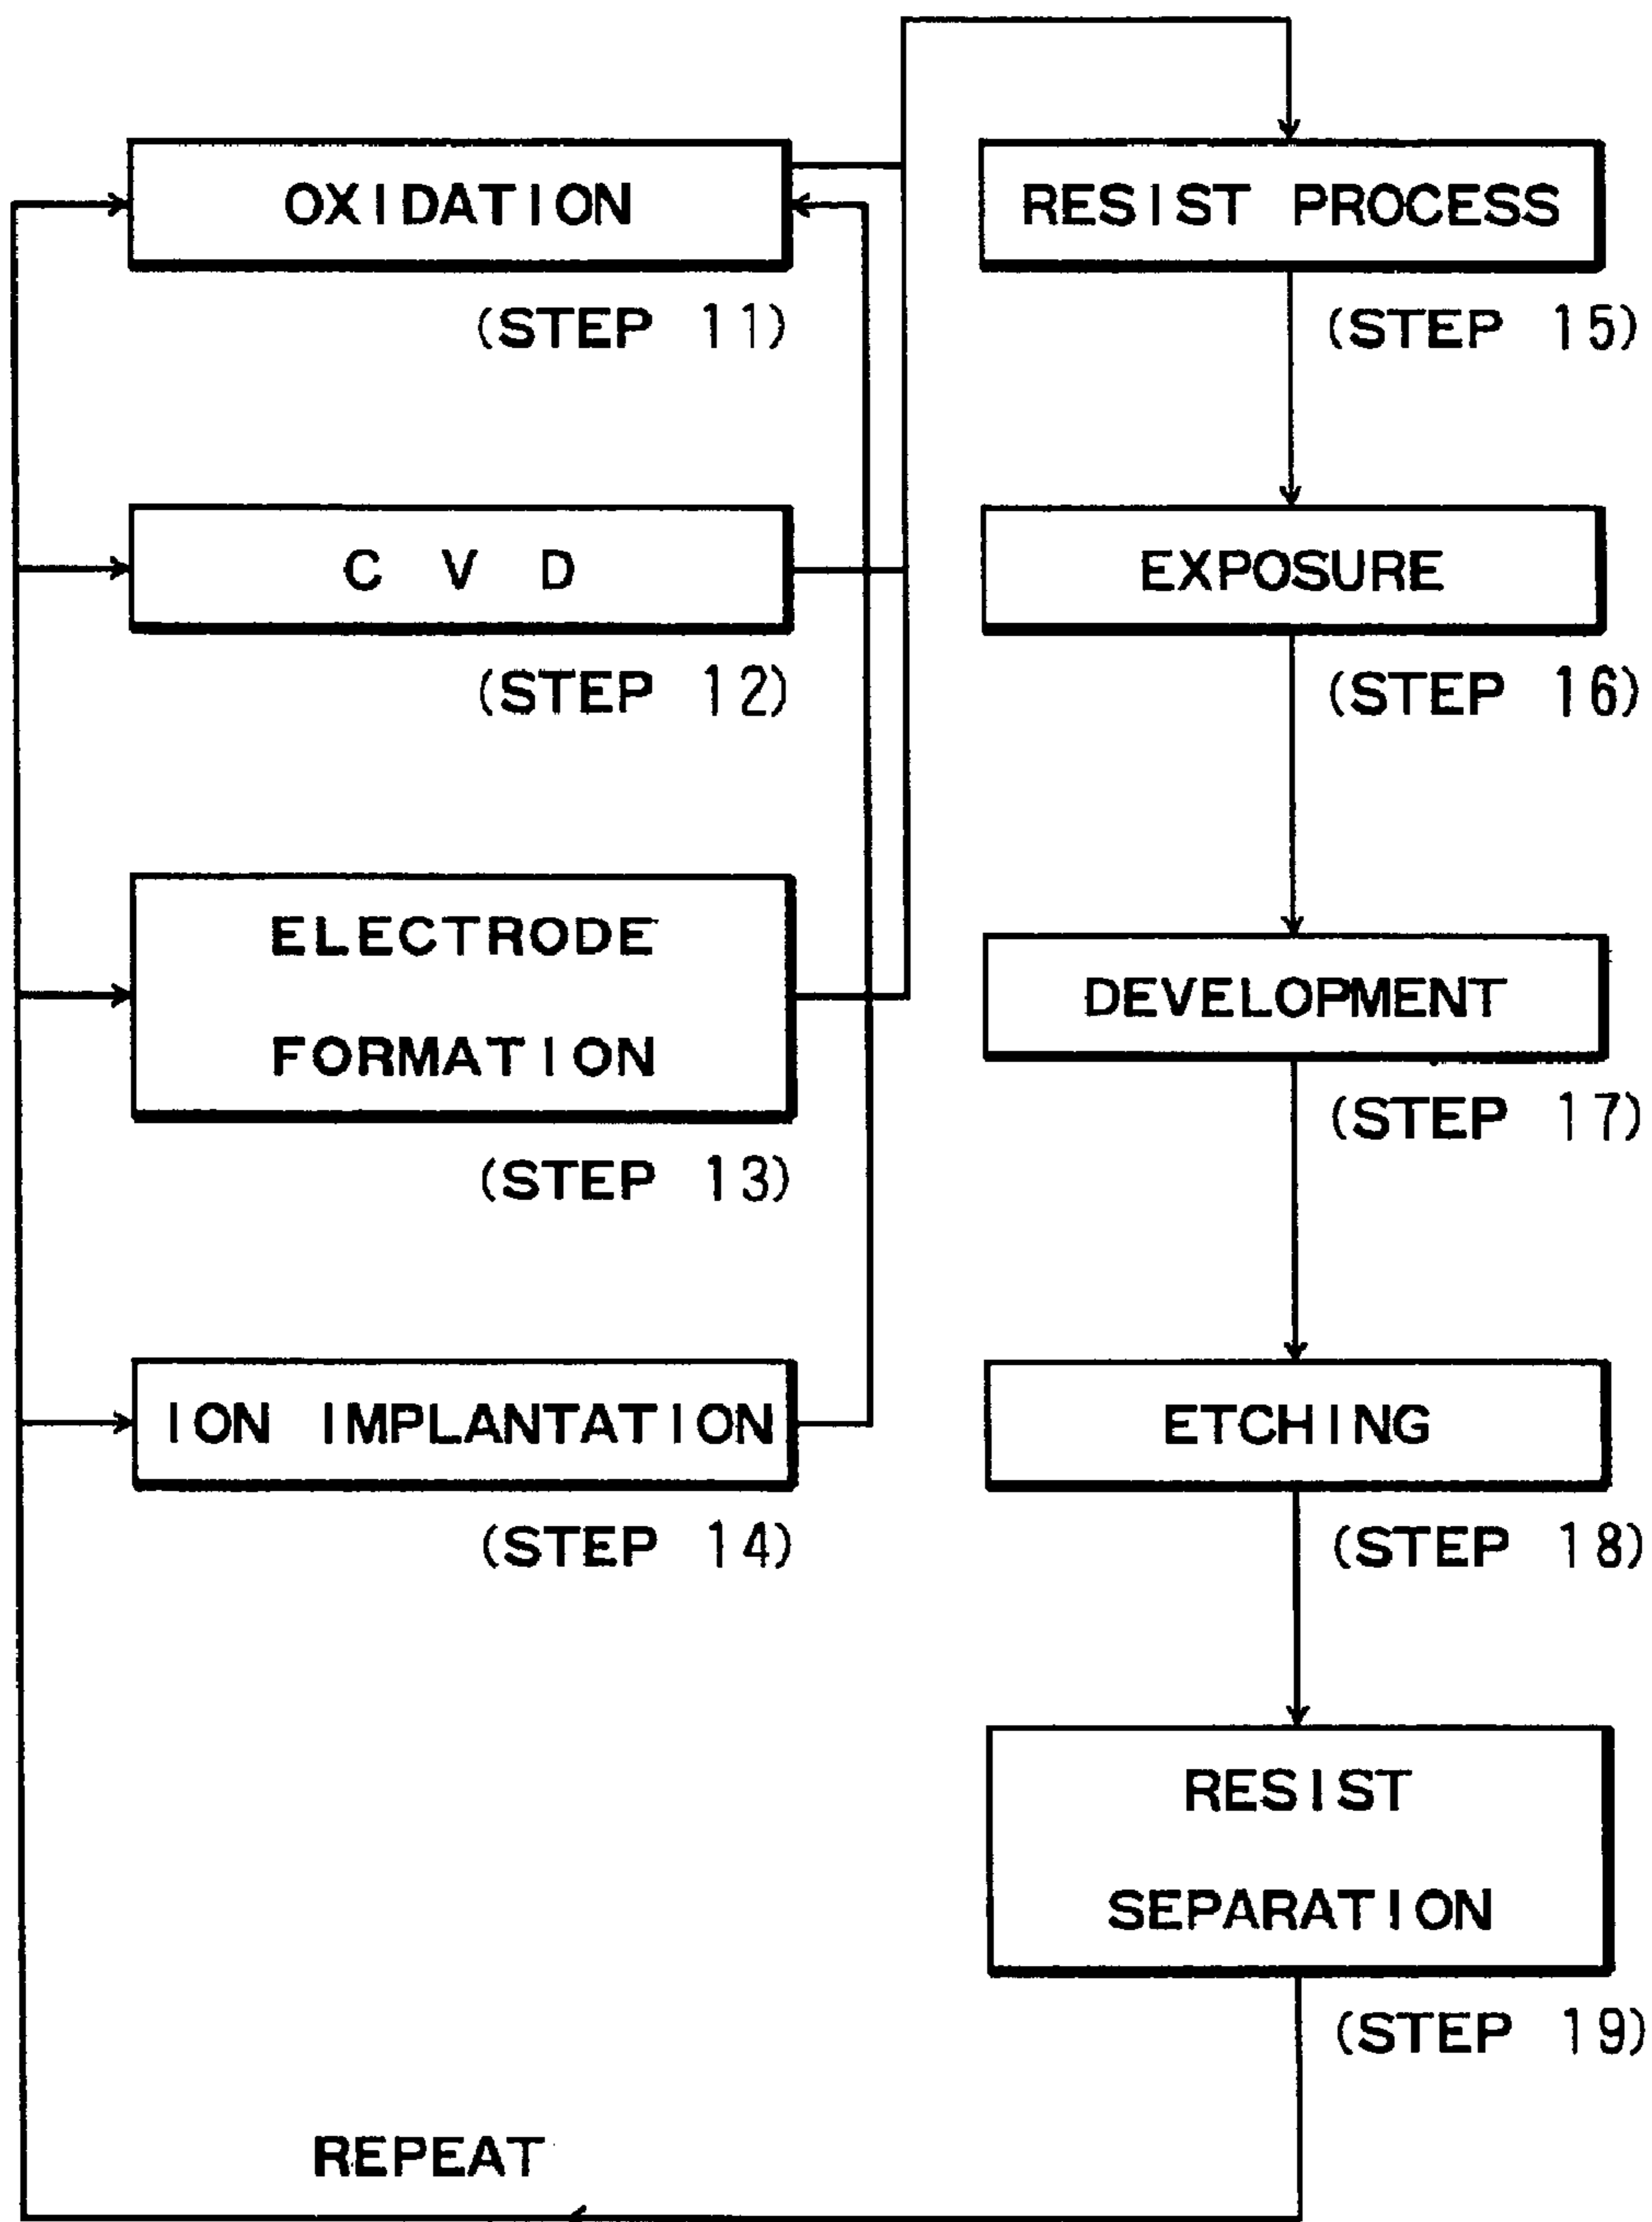 OXIDATION
(STEP 11)
C V D
(STEP 12)
ELECTRODE
FORMATION
(STEP 13)
ION IMPLANTATION
(STEP 14)
RESIST PROCESS
(STEP 15)
EXPOSURE
(STEP 16)
DEVELOPMENT
(STEP 17)
ETCHING
(STEP 18)
RESIST
SEPARATION
(STEP 19)
REPEAT